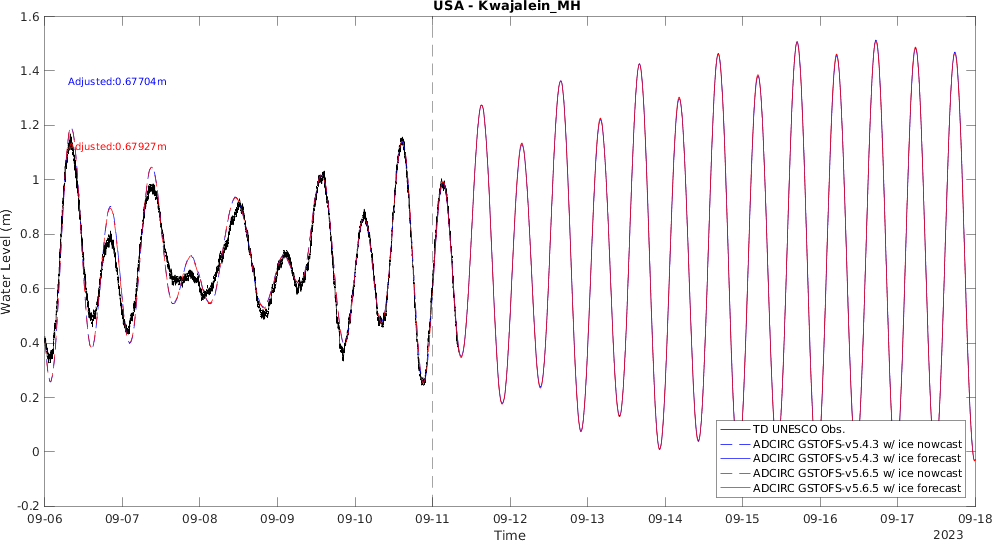 USA - Kwajalein_MH
1.6
1.4
1.2
1
0.8
0.6
0.4
0.2
0
-0.2
Water Level (m)
Adjusted:0.67704m
Adjusted:0.67927m
TD UNESCO Obs.
ADCIRC GSTOFS-v5.4.3 w/ ice nowcast
ADCIRC GSTOFS-v5.4.3 w/ ice forecast
ADCIRC GSTOFS-v5.6.5 w/ ice nowcast
ADCIRC GSTOFS-v5.6.5 w/ ice forecast
09-06 09-07 09-08 09-09 09-10 09-11 09-12 09-13 09-14 09-15 09-16 09-17 09-18
Time
2023